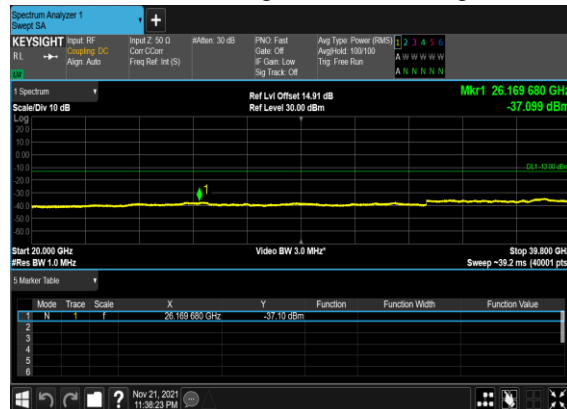 Spectrum Analyzer 1
Swept SA
+
KEYSIGHT Input: RF Input Z: 50 Ω #Atten: 30 dB PNO: Fast Avg Type: Power (RMS) 1 2 3 4 5 6
RL Coupling: DC Corr CCorr Gate: Off Avg|Hold: 100/100 A W W W W W
Align: Auto Freq Ref: Int (S) IF Gain: Low Trig: Free Run
LW Sig Track: Off A N N N N N
1 Spectrum Ref Lvl Offset 14.91 dB Mkr1 26.169 680 GHz
Scale/Div 10 dB Ref Level 30.00 dBm -37.099 dBm
Log
20.0
10.0
0.00
-10.0 DL1 -13.00 dBm
-20.0
-30.0 1
-40.0
-50.0
-60.0
Start 20.000 GHz Video BW 3.0 MHz* Stop 39.800 GHz
#Res BW 1.0 MHz Sweep ~39.2 ms (40001 pts)
5 Marker Table
Mode Trace Scale X Y Function Function Width Function Value
1 N 1 f 26.169 680 GHz -37.10 dBm
2
3
4
5
6
? Nov 21, 2021
11:38:23 PM